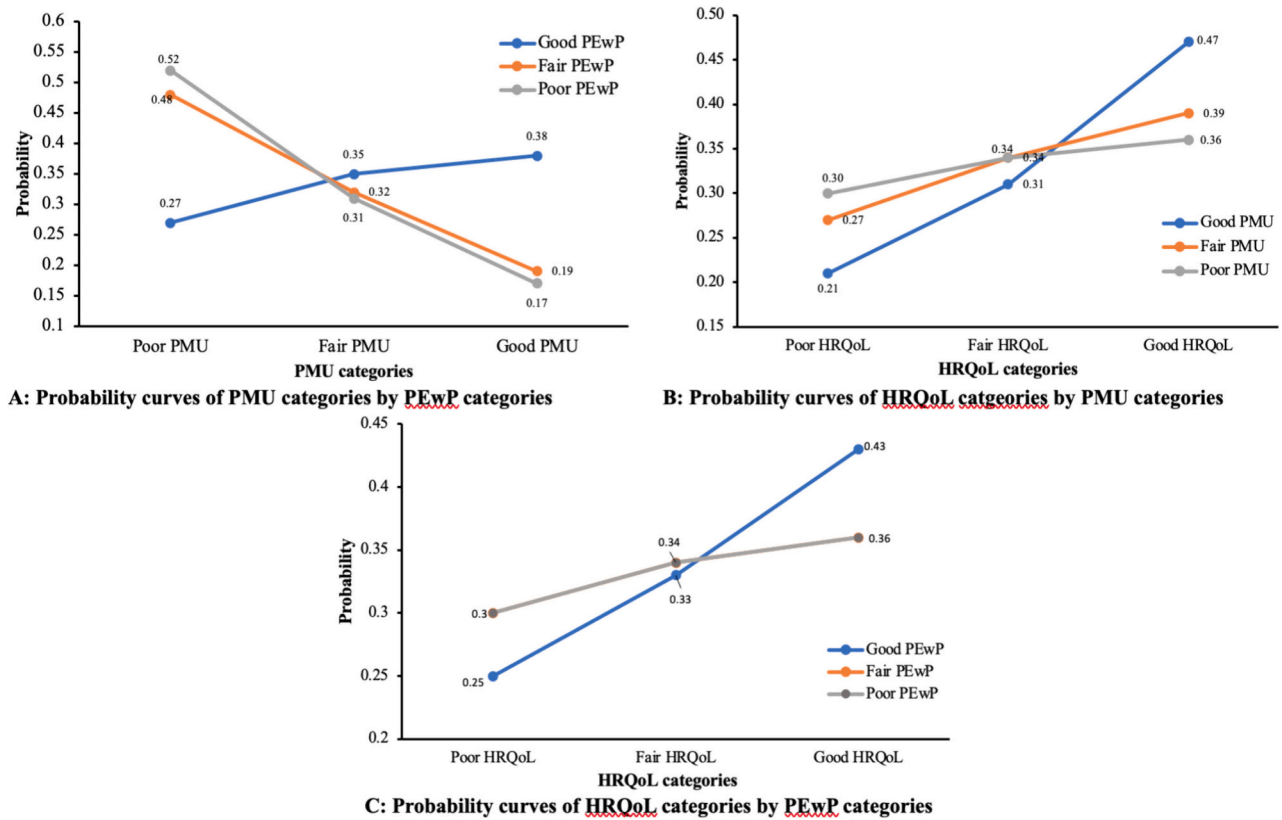 0.6
0.55
0.5
0.45
0.4
0.35
0.3
0.25
0.2
0.15
0.1
Probability
0.52
0.48
0.27
0.35
0.32
0.31
0.38
0.19
0.17
Good PEwP
Fair PEwP
Poor PEwP
Poor PMU Fair PMU Good PMU
PMU categories
A: Probability curves of PMU categories by PEwP categories
0.50
0.45
0.40
0.35
0.30
0.25
0.20
0.15
Probability
0.30
0.27
0.21
0.34
0.34
0.31
0.47
0.39
0.36
Good PMU
Fair PMU
Poor PMU
Poor HRQoL Fair HRQoL Good HRQoL
HRQoL categories
B: Probability curves of HRQoL catgeories by PMU categories
0.45
0.4
0.35
0.3
0.25
0.2
Probability
0.3
0.25
0.34
0.33
0.43
0.36
Good PEwP
Fair PEwP
Poor PEwP
Poor HRQoL Fair HRQoL Good HRQoL
HRQoL categories
C: Probability curves of HRQoL categories by PEwP categories